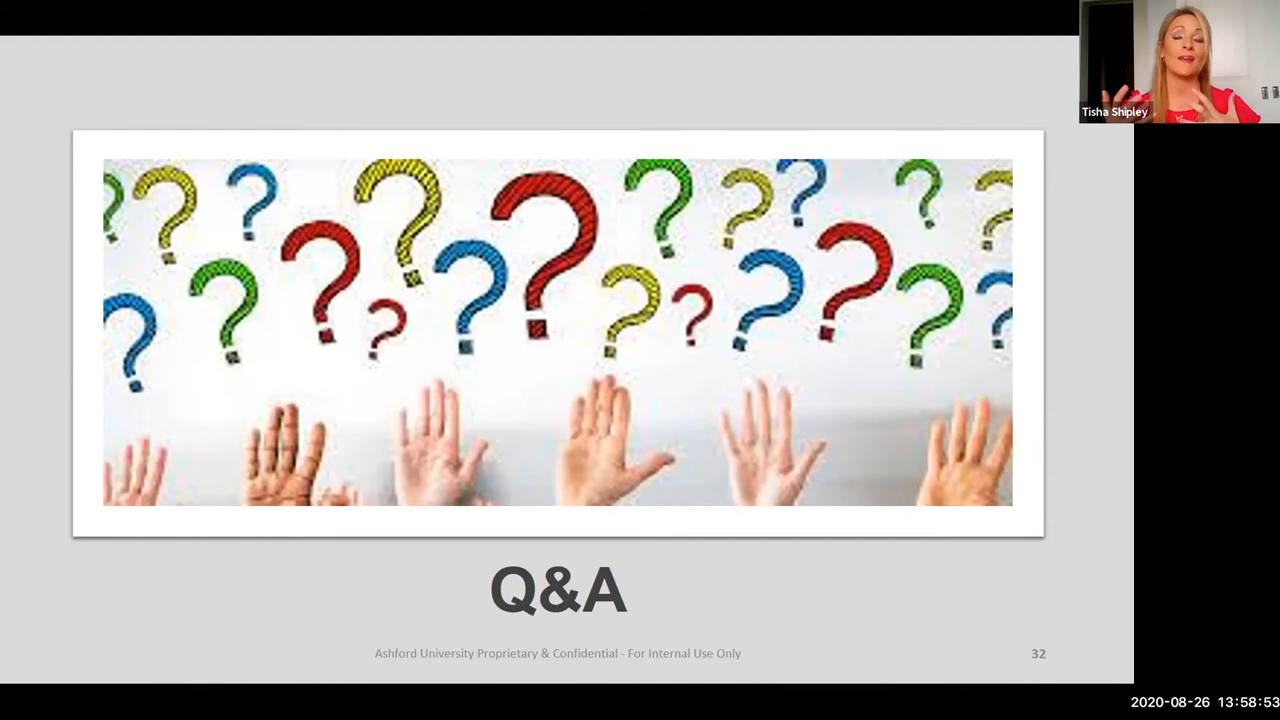 Tisha Shipley
Q&A
Ashford University Proprietary & Confidential - For Internal Use Only
32
2020-08-26 13:58:53